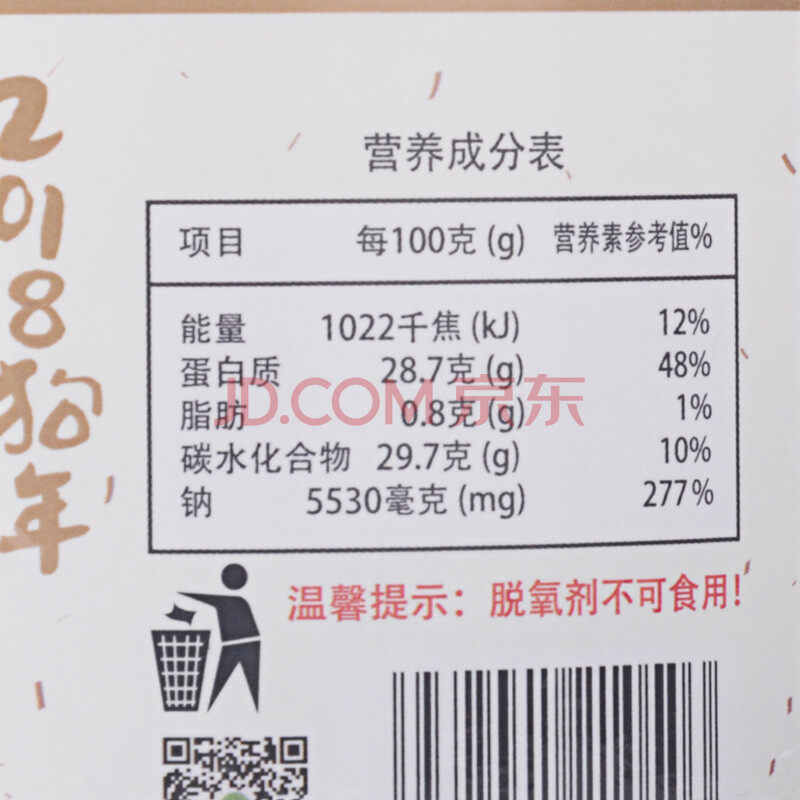 2018狗年
营养成分表
项目 每100克(g) 营养素参考值%
能量 1022千焦(kJ) 12%
蛋白质 28.7克(g) 48%
脂肪 0.8克(g) 1%
碳水化合物 29.7克(g) 10%
钠 5530毫克(mg) 277%
JD.COM 京东
温馨提示：脱氧剂不可食用!